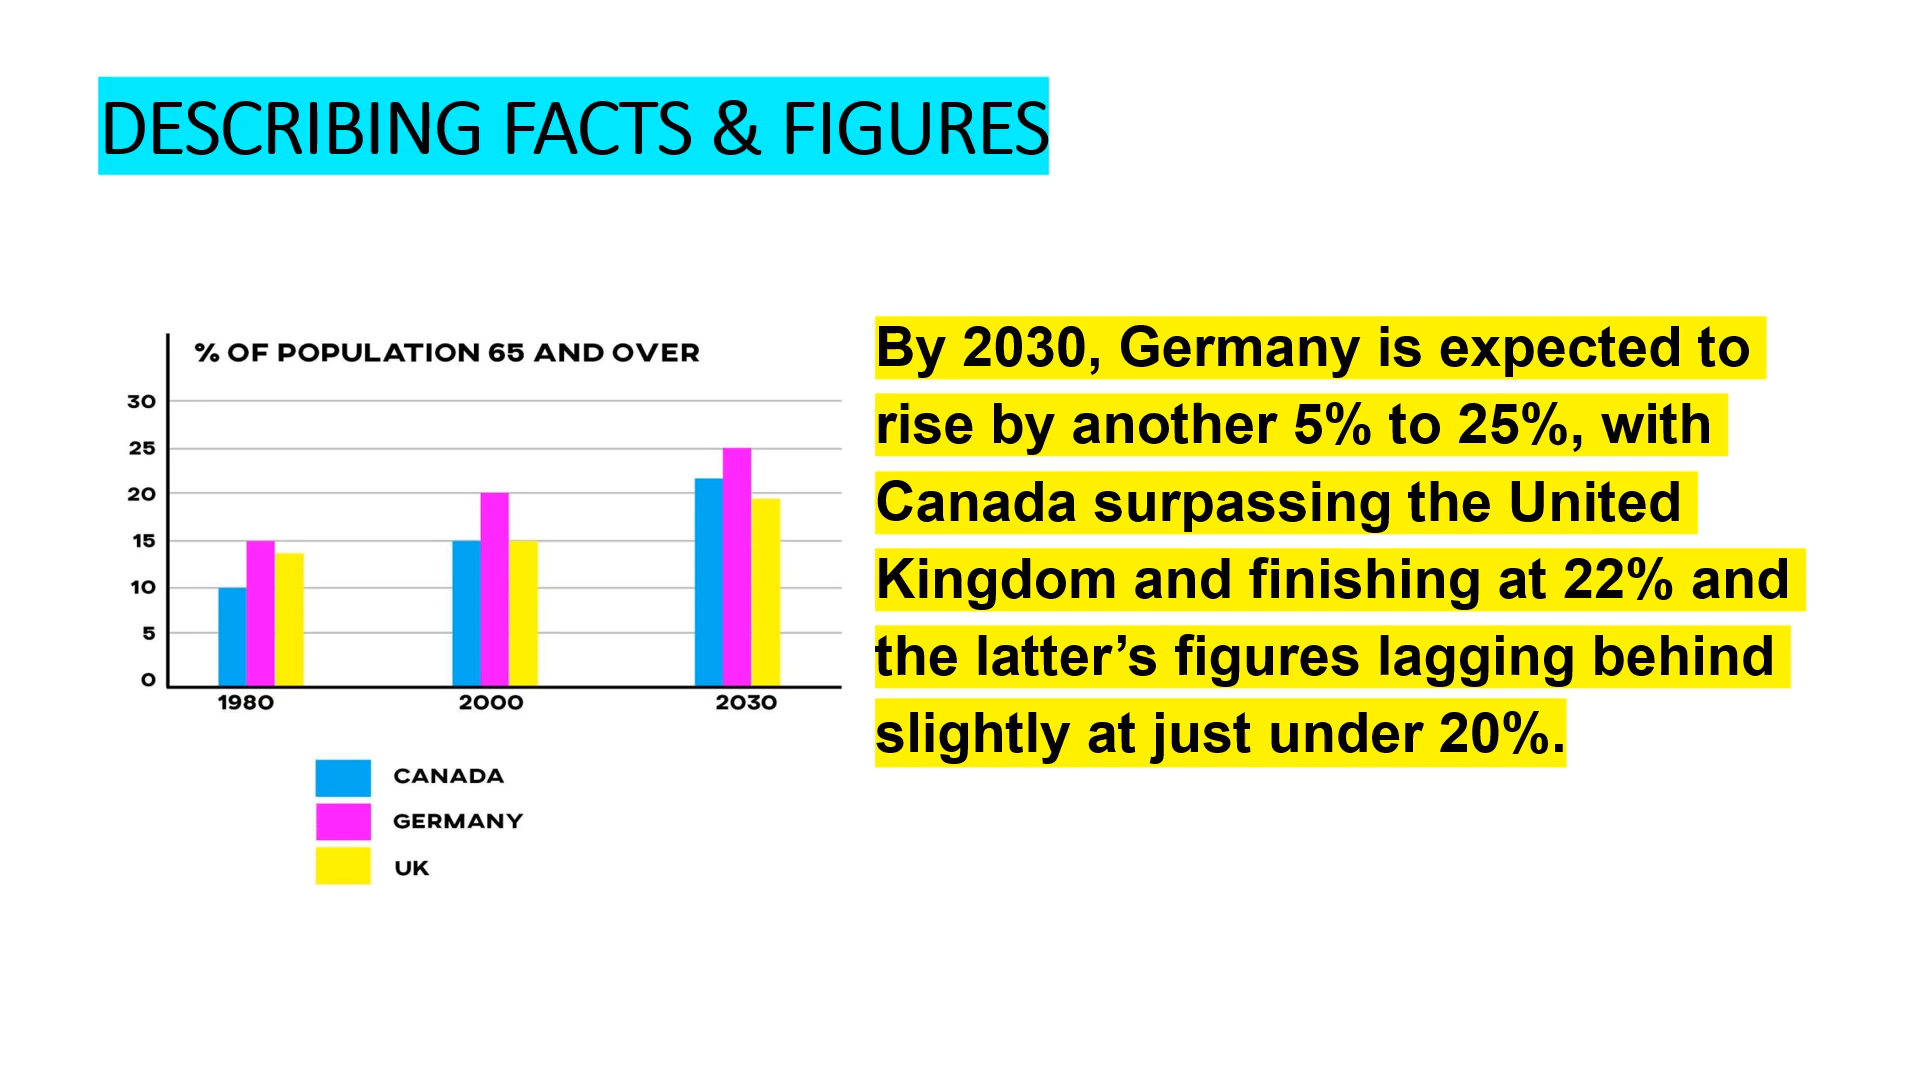 DESCRIBING FACTS & FIGURES
% OF POPULATION 65 AND OVER
30
25
20
15
10
5
0
1980 2000 2030
CANADA
GERMANY
UK
By 2030, Germany is expected to
rise by another 5% to 25%, with
Canada surpassing the United
Kingdom and finishing at 22% and
the latter’s figures lagging behind
slightly at just under 20%.